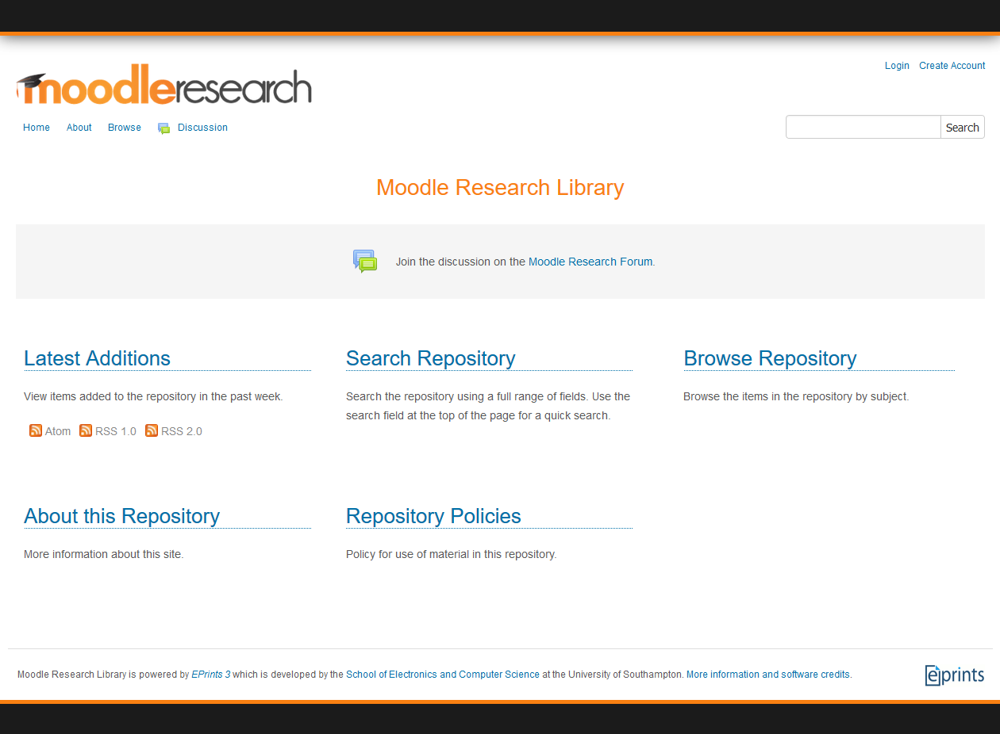 Login Create Account
moodleresearch
Home About Browse Discussion
Search
Moodle Research Library
Join the discussion on the Moodle Research Forum.
Latest Additions
View items added to the repository in the past week.
Atom RSS 1.0 RSS 2.0
Search Repository
Search the repository using a full range of fields. Use the
search field at the top of the page for a quick search.
Browse Repository
Browse the items in the repository by subject.
About this Repository
More information about this site.
Repository Policies
Policy for use of material in this repository.
Moodle Research Library is powered by EPrints 3 which is developed by the School of Electronics and Computer Science at the University of Southampton. More information and software credits.
eprints